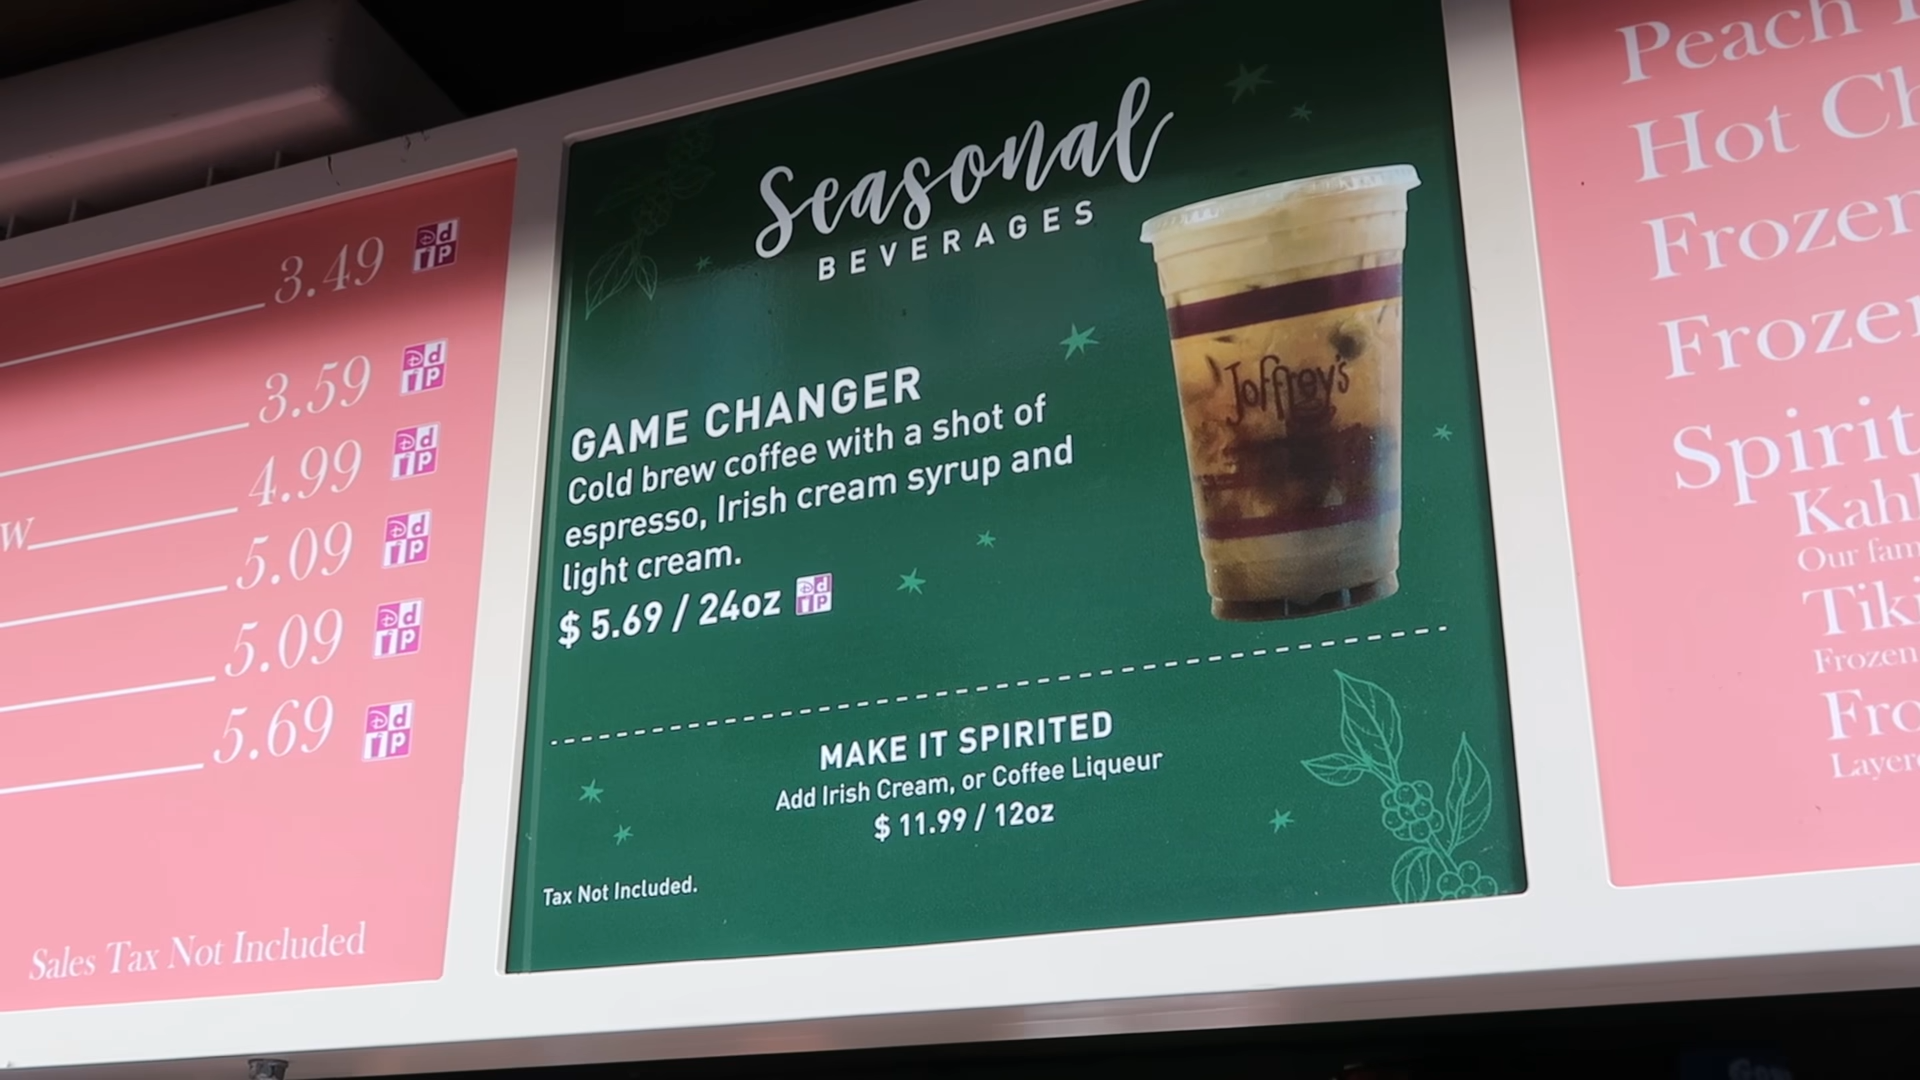 3.49
3.59
4.99
5.09
5.09
5.69
Sales Tax Not Included
Seasonal
BEVERAGES
GAME CHANGER
Cold brew coffee with a shot of
espresso, Irish cream syrup and
light cream.
$ 5.69 / 24oz
Joffrey's
MAKE IT SPIRITED
Add Irish Cream, or Coffee Liqueur
$ 11.99 / 12oz
Tax Not Included.
Peach
Hot Ch
Frozen
Frozen
Spirit
Kahl
Our fam
Tiki
Frozen
Fro
Layer